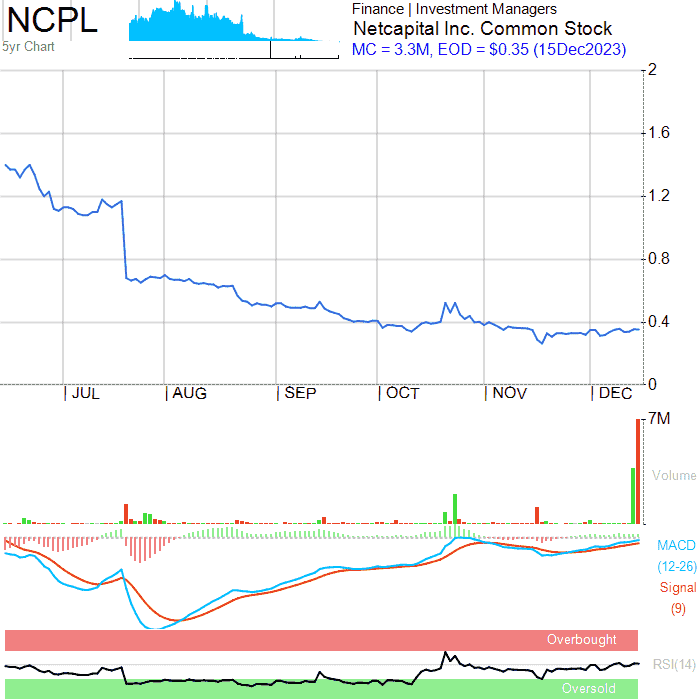 NCPL
5yr Chart
Finance | Investment Managers
Netcapital Inc. Common Stock
MC = 3.3M, EOD = $0.35 (15Dec2023)
2
1.6
1.2
0.8
0.4
0
JUL AUG SEP OCT NOV DEC
7M
Volume
MACD
(12-26)
Signal
(9)
Overbought
RSI(14)
Oversold